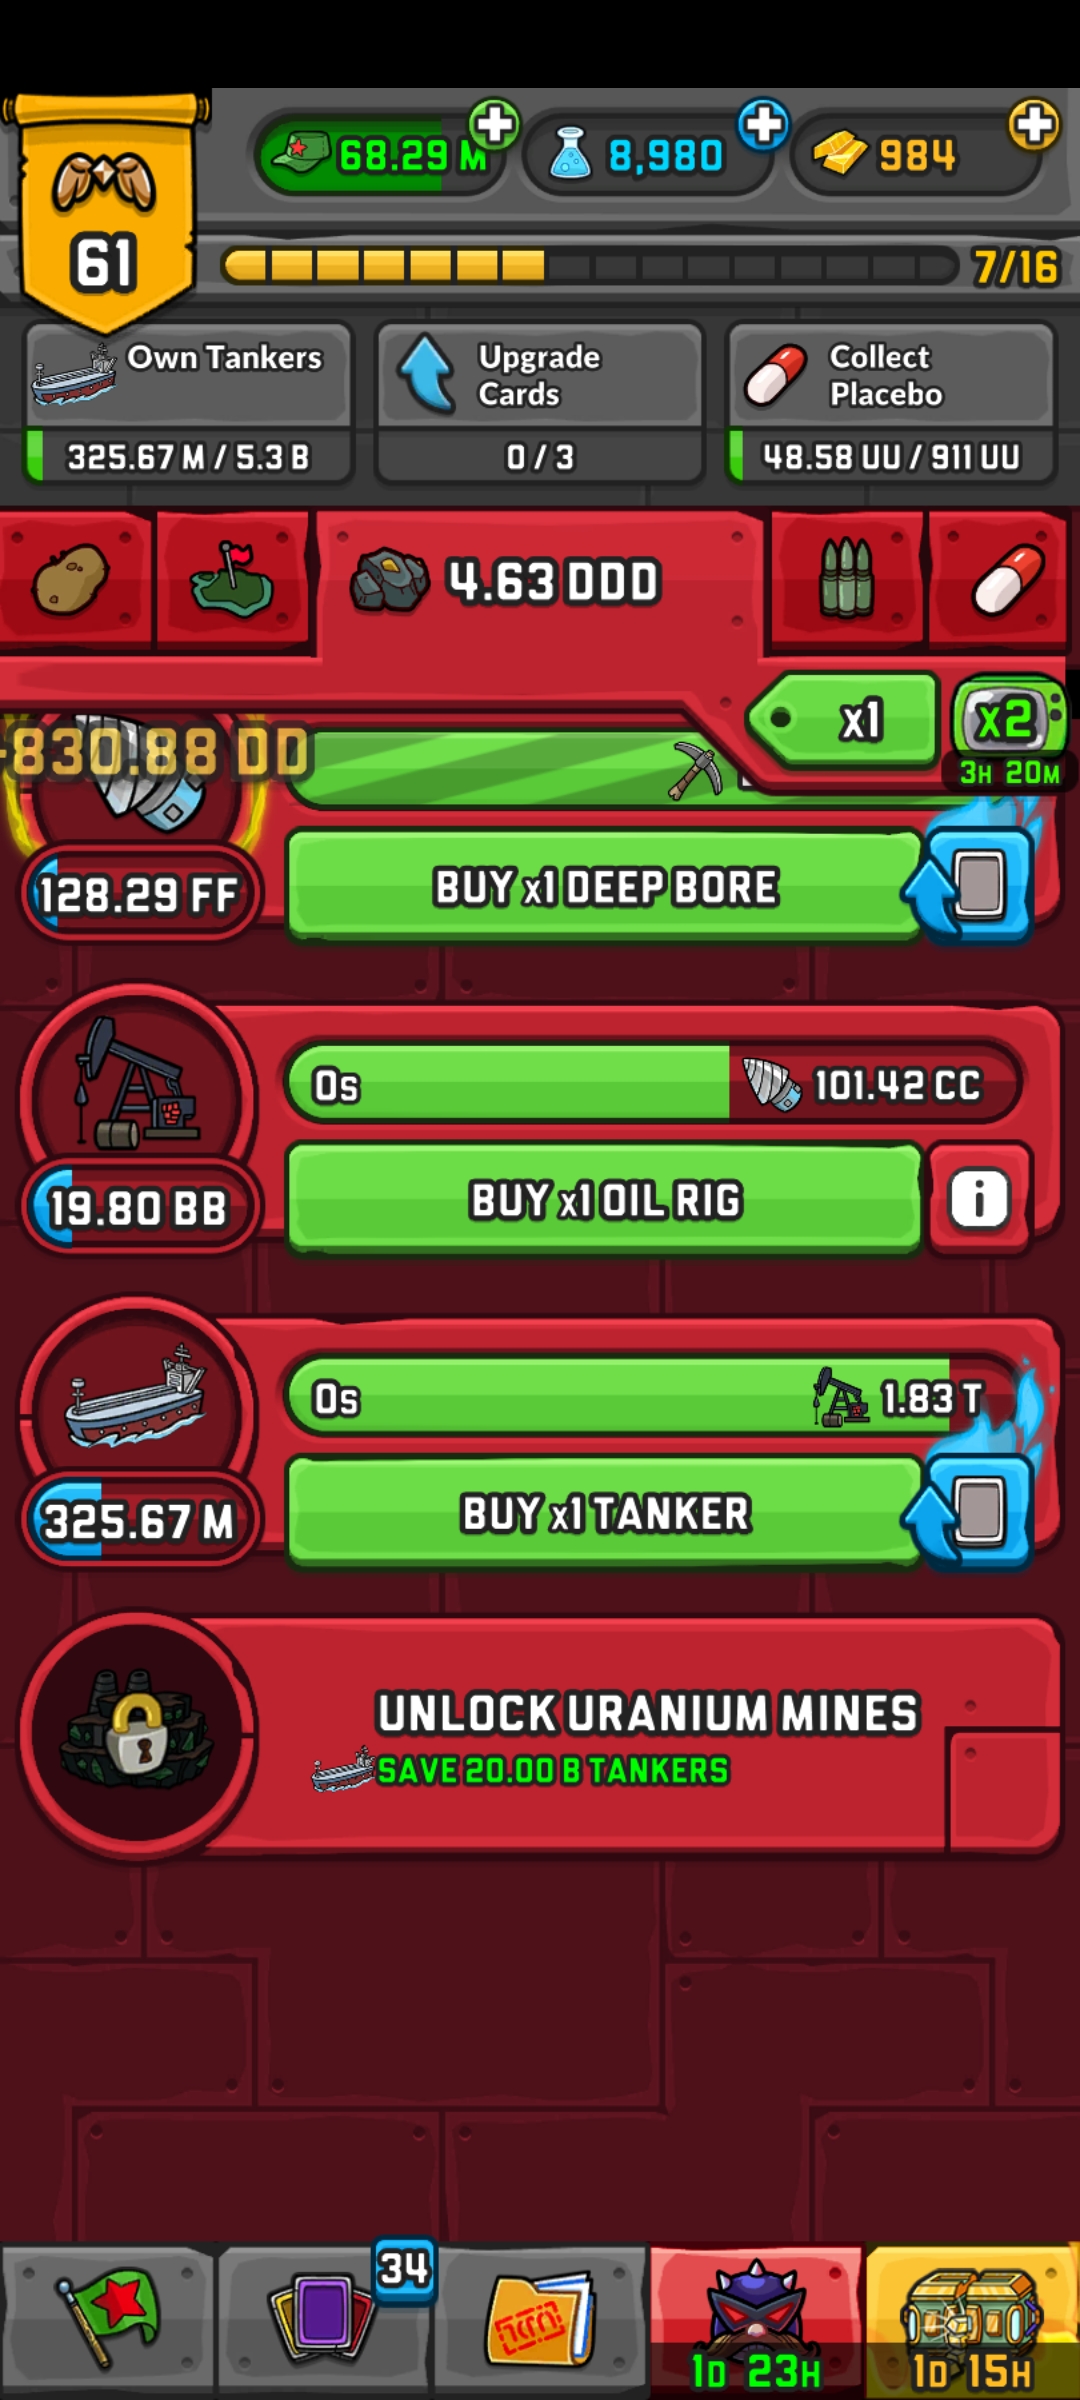 68.29 M
8,980
984
61
7/16
Own Tankers
325.67 M / 5.3 B
Upgrade
Cards
0 / 3
Collect
Placebo
48.58 UU / 911 UU
4.63 DDD
x1
x2
3H 20M
830.88 DD
128.29 FF
BUY x1 DEEP BORE
0s
101.42 CC
19.80 BB
BUY x1 OIL RIG
i
0s
1.83 T
325.67 M
BUY x1 TANKER
UNLOCK URANIUM MINES
SAVE 20.00 B TANKERS
34
1D 23H
1D 15H